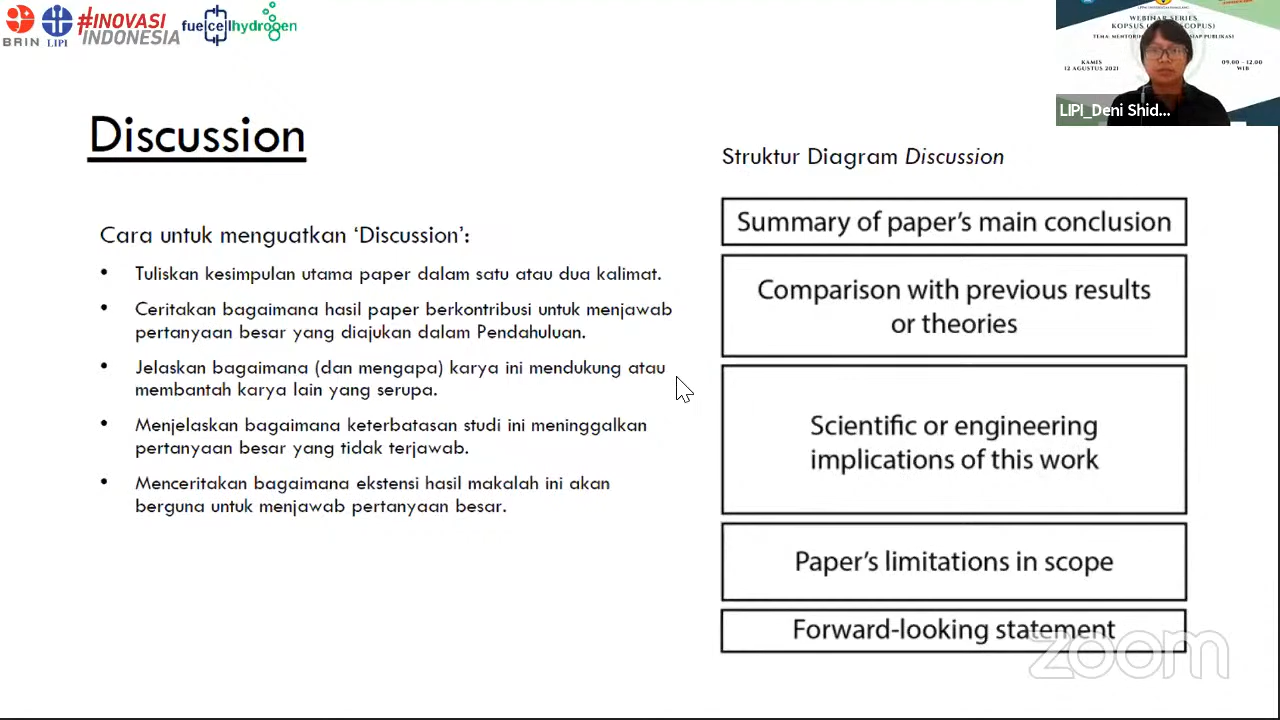 BRIN
LIPI
#INOVASI
INDONESIA
fuelcellhydrogen
WEBINAR SERIES
KAMIS
12 AGUSTUS 2021
09.00 - 12.00
WIB
LIPI_Deni Shid...
Discussion
Cara untuk menguatkan ‘Discussion’:
• Tuliskan kesimpulan utama paper dalam satu atau dua kalimat.
• Ceritakan bagaimana hasil paper berkontribusi untuk menjawab
pertanyaan besar yang diajukan dalam Pendahuluan.
• Jelaskan bagaimana (dan mengapa) karya ini mendukung atau
membantah karya lain yang serupa.
• Menjelaskan bagaimana keterbatasan studi ini meninggalkan
pertanyaan besar yang tidak terjawab.
• Menceritakan bagaimana ekstensi hasil makalah ini akan
berguna untuk menjawab pertanyaan besar.
Struktur Diagram Discussion
Summary of paper’s main conclusion
Comparison with previous results
or theories
Scientific or engineering
implications of this work
Paper’s limitations in scope
Forward-looking statement
zoom